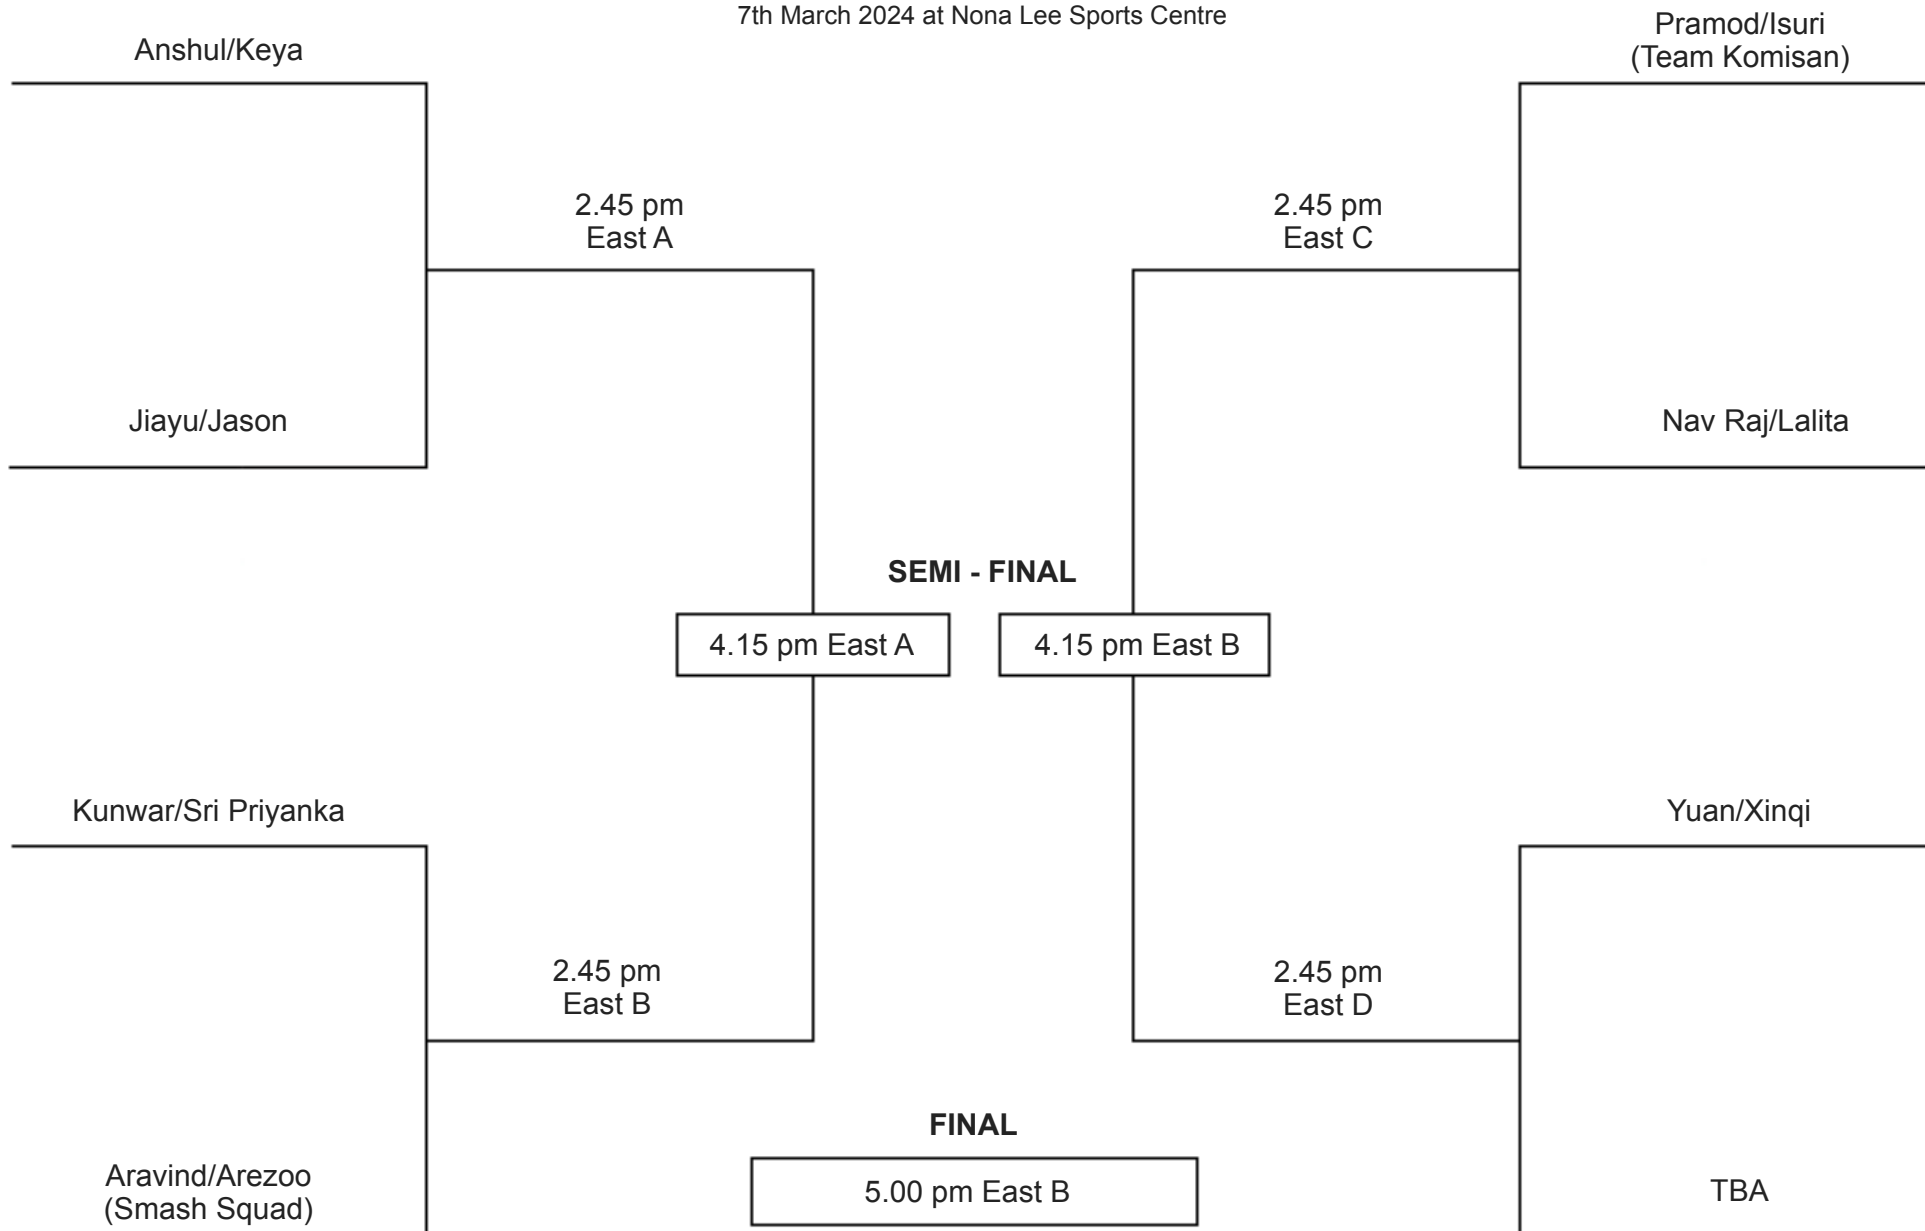 7th March 2024 at Nona Lee Sports Centre
Anshul/Keya
Pramod/Isuri
(Team Komisan)
2.45 pm
East A
2.45 pm
East C
Jiayu/Jason
Nav Raj/Lalita
SEMI - FINAL
4.15 pm East A
4.15 pm East B
Kunwar/Sri Priyanka
Yuan/Xinqi
2.45 pm
East B
2.45 pm
East D
FINAL
5.00 pm East B
Aravind/Arezoo
(Smash Squad)
TBA